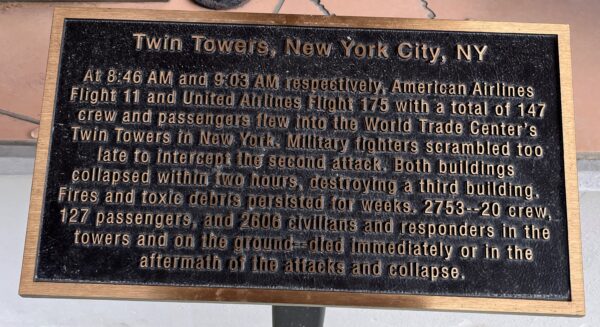 Twin Towers, New York City, NY
At 8:46 AM and 9:03 AM respectively, American Airlines
Flight 11 and United Airlines Flight 175 with a total of 147
crew and passengers flew into the World Trade Center's
Twin Towers in New York. Military fighters scrambled too
late to intercept the second attack. Both buildings
collapsed within two hours, destroying a third building.
Fires and toxic debris persisted for weeks. 2753--20 crew,
127 passengers, and 2606 civilians and responders in the
towers and on the ground--died immediately or in the
aftermath of the attacks and collapse.